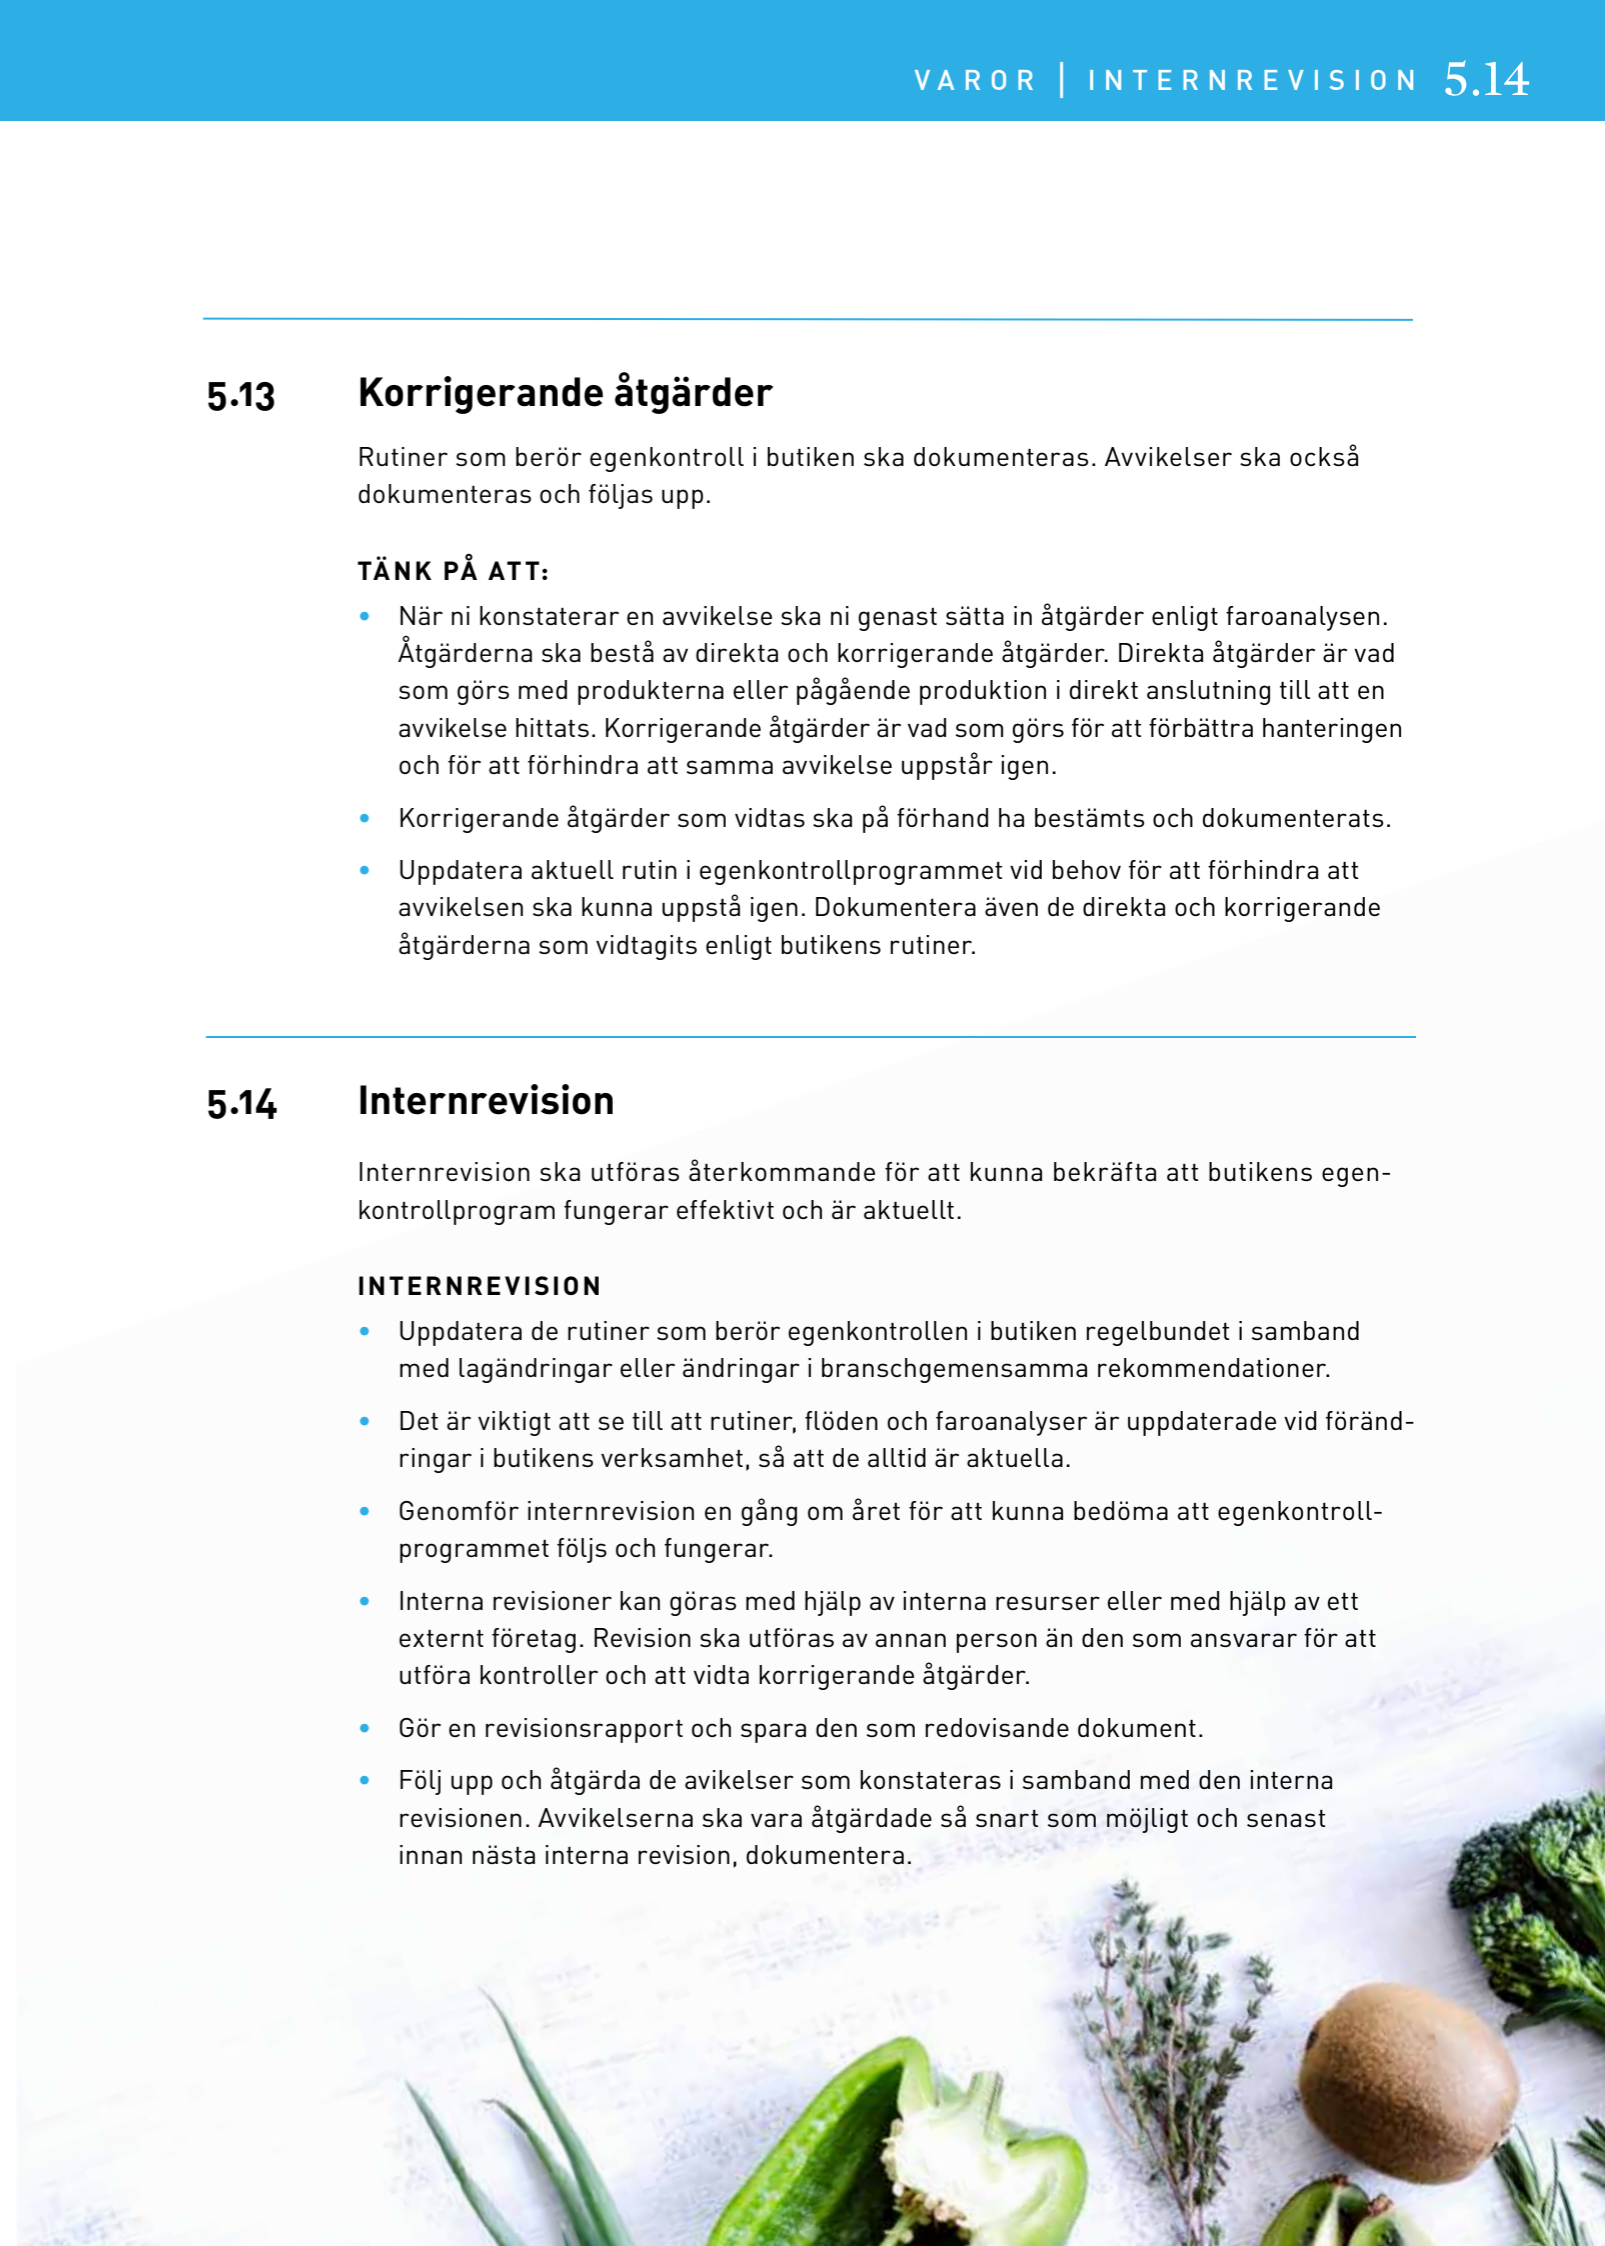 VAROR | INTERNREVISION 5.14
5.13 Korrigerande åtgärder
Rutiner som berör egenkontroll i butiken ska dokumenteras. Avvikelser ska också
dokumenteras och följas upp.
TÄNK PÅ ATT:
• När ni konstaterar en avvikelse ska ni genast sätta in åtgärder enligt faroanalysen.
Åtgärderna ska bestå av direkta och korrigerande åtgärder. Direkta åtgärder är vad
som görs med produkterna eller pågående produktion i direkt anslutning till att en
avvikelse hittats. Korrigerande åtgärder är vad som görs för att förbättra hanteringen
och för att förhindra att samma avvikelse uppstår igen.
• Korrigerande åtgärder som vidtas ska på förhand ha bestämts och dokumenterats.
• Uppdatera aktuell rutin i egenkontrollprogrammet vid behov för att förhindra att
avvikelsen ska kunna uppstå igen. Dokumentera även de direkta och korrigerande
åtgärderna som vidtagits enligt butikens rutiner.
5.14 Internrevision
Internrevision ska utföras återkommande för att kunna bekräfta att butikens egen-
kontrollprogram fungerar effektivt och är aktuellt.
INTERNREVISION
• Uppdatera de rutiner som berör egenkontrollen i butiken regelbundet i samband
med lagändringar eller ändringar i branschgemensamma rekommendationer.
• Det är viktigt att se till att rutiner, flöden och faroanalyser är uppdaterade vid föränd-
ringar i butikens verksamhet, så att de alltid är aktuella.
• Genomför internrevision en gång om året för att kunna bedöma att egenkontroll-
programmet följs och fungerar.
• Interna revisioner kan göras med hjälp av interna resurser eller med hjälp av ett
externt företag. Revision ska utföras av annan person än den som ansvarar för att
utföra kontroller och att vidta korrigerande åtgärder.
• Gör en revisionsrapport och spara den som redovisande dokument.
• Följ upp och åtgärda de avikelser som konstateras i samband med den interna
revisionen. Avvikelserna ska vara åtgärdade så snart som möjligt och senast
innan nästa interna revision, dokumentera.